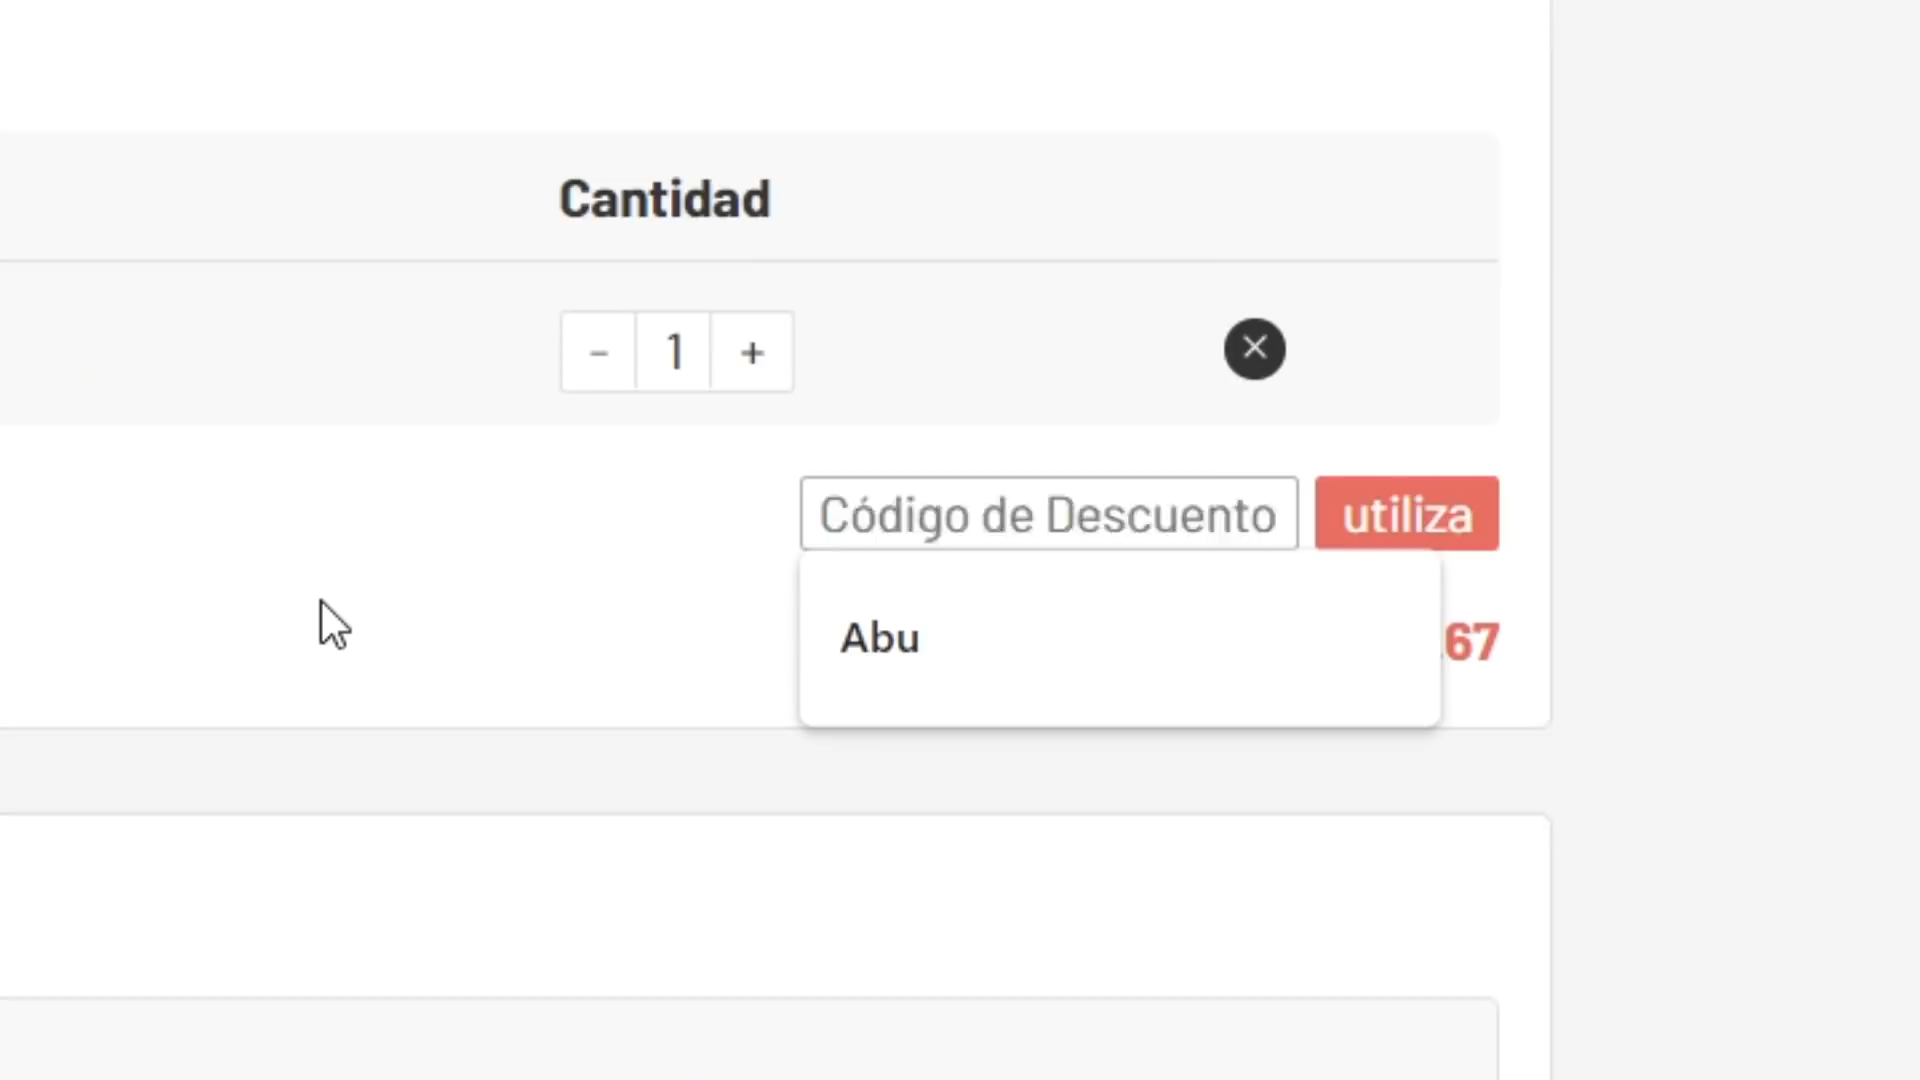 Cantidad
- 1 +
Código de Descuento utiliza
Abu
67